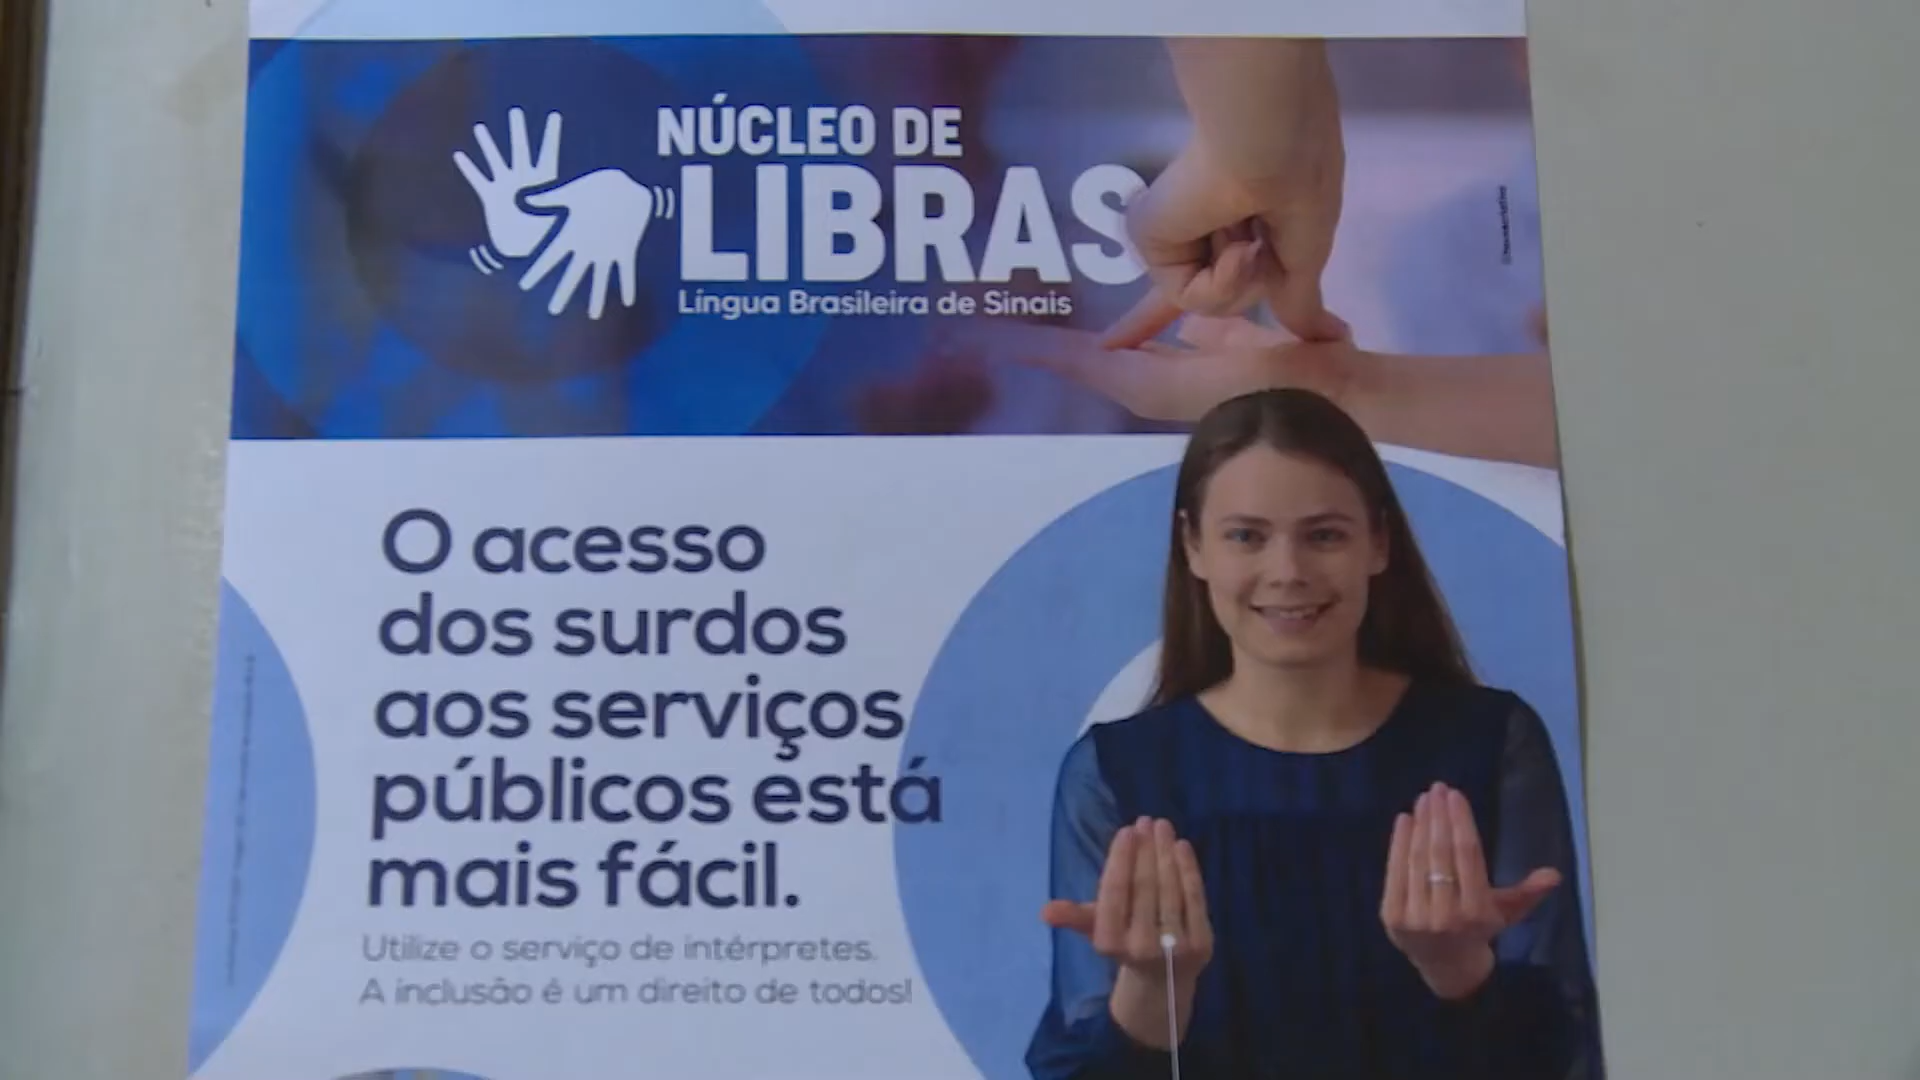 NÚCLEO DE
LIBRAS
Língua Brasileira de Sinais
O acesso
dos surdos
aos serviços
públicos está
mais fácil.
Utilize o serviço de intérpretes.
A inclusão é um direito de todos!